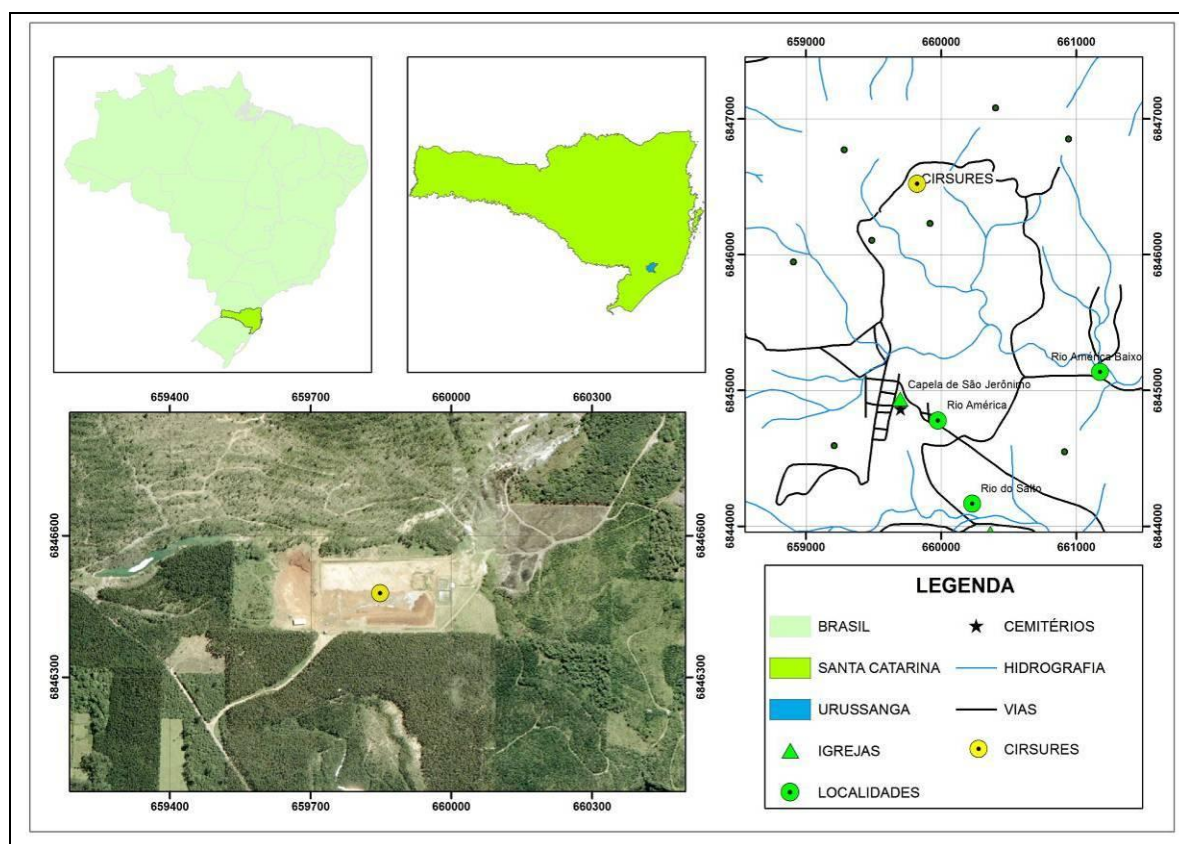 659000 660000 661000
6847000 6847000
CIRSURES
6846000 6846000
Rio América Baixo
6845000 6845000
Capela de São Jerônimo
Rio América
Rio do Salto
6844000 6844000
659000 660000 661000
659400 659700 660000 660300
6846600 6846600
6846300 6846300
659400 659700 660000 660300
LEGENDA
BRASIL
CEMITÉRIOS
SANTA CATARINA
HIDROGRAFIA
URUSSANGA
VIAS
IGREJAS
CIRSURES
LOCALIDADES